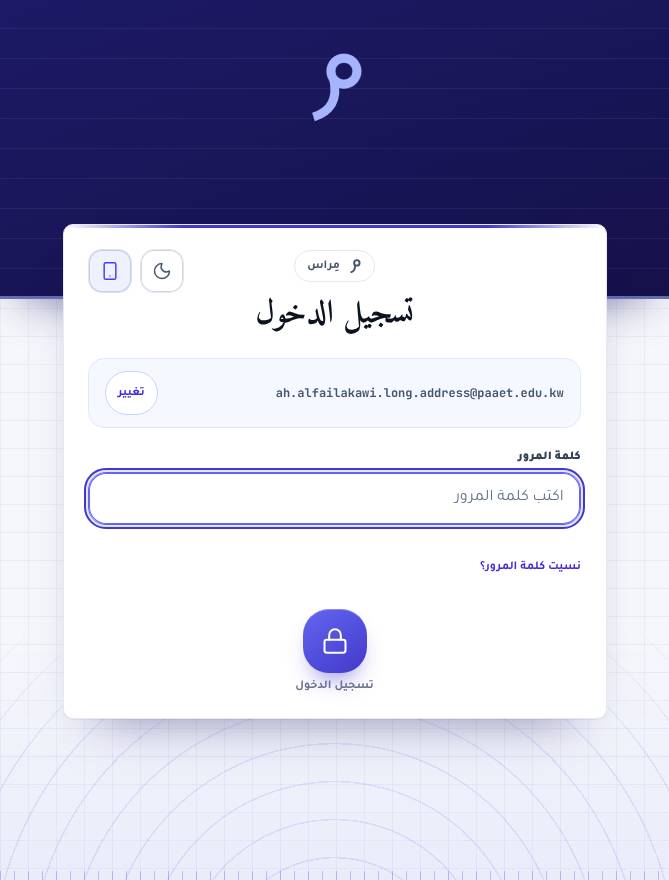 مِراس
تسجيل الدخول
ah.alfailakawi.long.address@paaet.edu.kw
تغيير
كلمة المرور
اكتب كلمة المرور
نسيت كلمة المرور؟
تسجيل الدخول